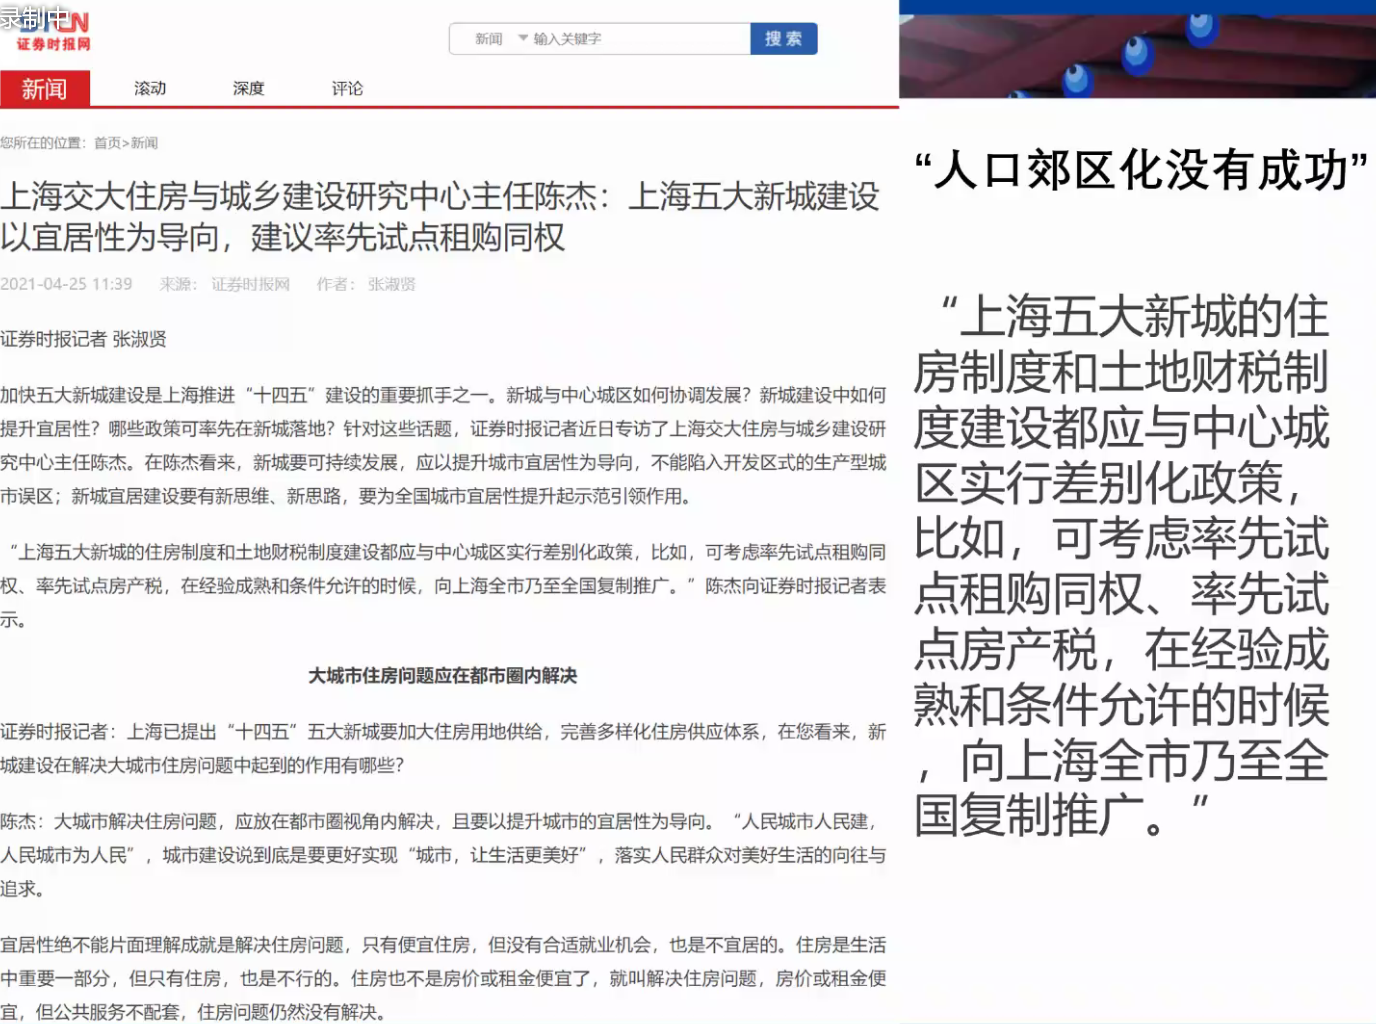 录制中
证券时报网
新闻 输入关键字 搜 索
新闻 滚动 深度 评论
您所在的位置：首页>新闻
上海交大住房与城乡建设研究中心主任陈杰：上海五大新城建设
以宜居性为导向，建议率先试点租购同权
2021-04-25 11:39 来源： 证券时报网 作者： 张淑贤
证券时报记者 张淑贤
加快五大新城建设是上海推进“十四五”建设的重要抓手之一。新城与中心城区如何协调发展？新城建设中如何
提升宜居性？哪些政策可率先在新城落地？针对这些话题，证券时报记者近日专访了上海交大住房与城乡建设研
究中心主任陈杰。在陈杰看来，新城要可持续发展，应以提升城市宜居性为导向，不能陷入开发区式的生产型城
市误区；新城宜居建设要有新思维、新思路，要为全国城市宜居性提升起示范引领作用。
“上海五大新城的住房制度和土地财税制度建设都应与中心城区实行差别化政策，比如，可考虑率先试点租购同
权、率先试点房产税，在经验成熟和条件允许的时候，向上海全市乃至全国复制推广。”陈杰向证券时报记者表
示。
大城市住房问题应在都市圈内解决
证券时报记者：上海已提出“十四五”五大新城要加大住房用地供给，完善多样化住房供应体系，在您看来，新
城建设在解决大城市住房问题中起到的作用有哪些？
陈杰：大城市解决住房问题，应放在都市圈视角内解决，且要以提升城市的宜居性为导向。“人民城市人民建，
人民城市为人民”，城市建设说到底是要更好实现“城市，让生活更美好”，落实人民群众对美好生活的向往与
追求。
宜居性绝不能片面理解成就是解决住房问题，只有便宜住房，但没有合适就业机会，也是不宜居的。住房是生活
中重要一部分，但只有住房，也是不行的。住房也不是房价或租金便宜了，就叫解决住房问题，房价或租金便
宜，但公共服务不配套，住房问题仍然没有解决。
“人口郊区化没有成功”
“上海五大新城的住
房制度和土地财税制
度建设都应与中心城
区实行差别化政策，
比如，可考虑率先试
点租购同权、率先试
点房产税，在经验成
熟和条件允许的时候
，向上海全市乃至全
国复制推广。”